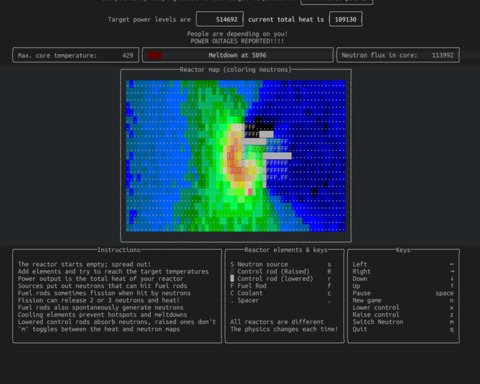 Target power levels are 514692 current total heat is 109130
People are depending on you!
POWER OUTAGES REPORTED!!!!
Max. core temperature: 429 Meltdown at 5896 Neutron flux in core: 113992
Reactor map (coloring neutrons)
Instructions
The reactor starts empty; spread out!
Add elements and try to reach the target temperatures
Power output is the total heat of your reactor
Sources put out neutrons that can hit fuel rods
Fuel rods sometimes fission when hit by neutrons
Fission can release 2 or 3 neutrons and heat!
Fuel rods also spontaneously generate neutrons
Cooling elements prevent hotspots and meltdowns
Lowered control rods absorb neutrons, raised ones don't
'm' toggles between the heat and neutron maps
Reactor elements & keys
S Neutron source s
Control rod (Raised) R
Control rod (lowered) r
F Fuel Rod f
C Coolant c
. Spacer .
All reactors are different
The physics changes each time!
Keys
Left ←
Right →
Down ↓
Up ↑
Pause space
New game n
Lower control x
Raise control z
Switch Neutron m
Quit q